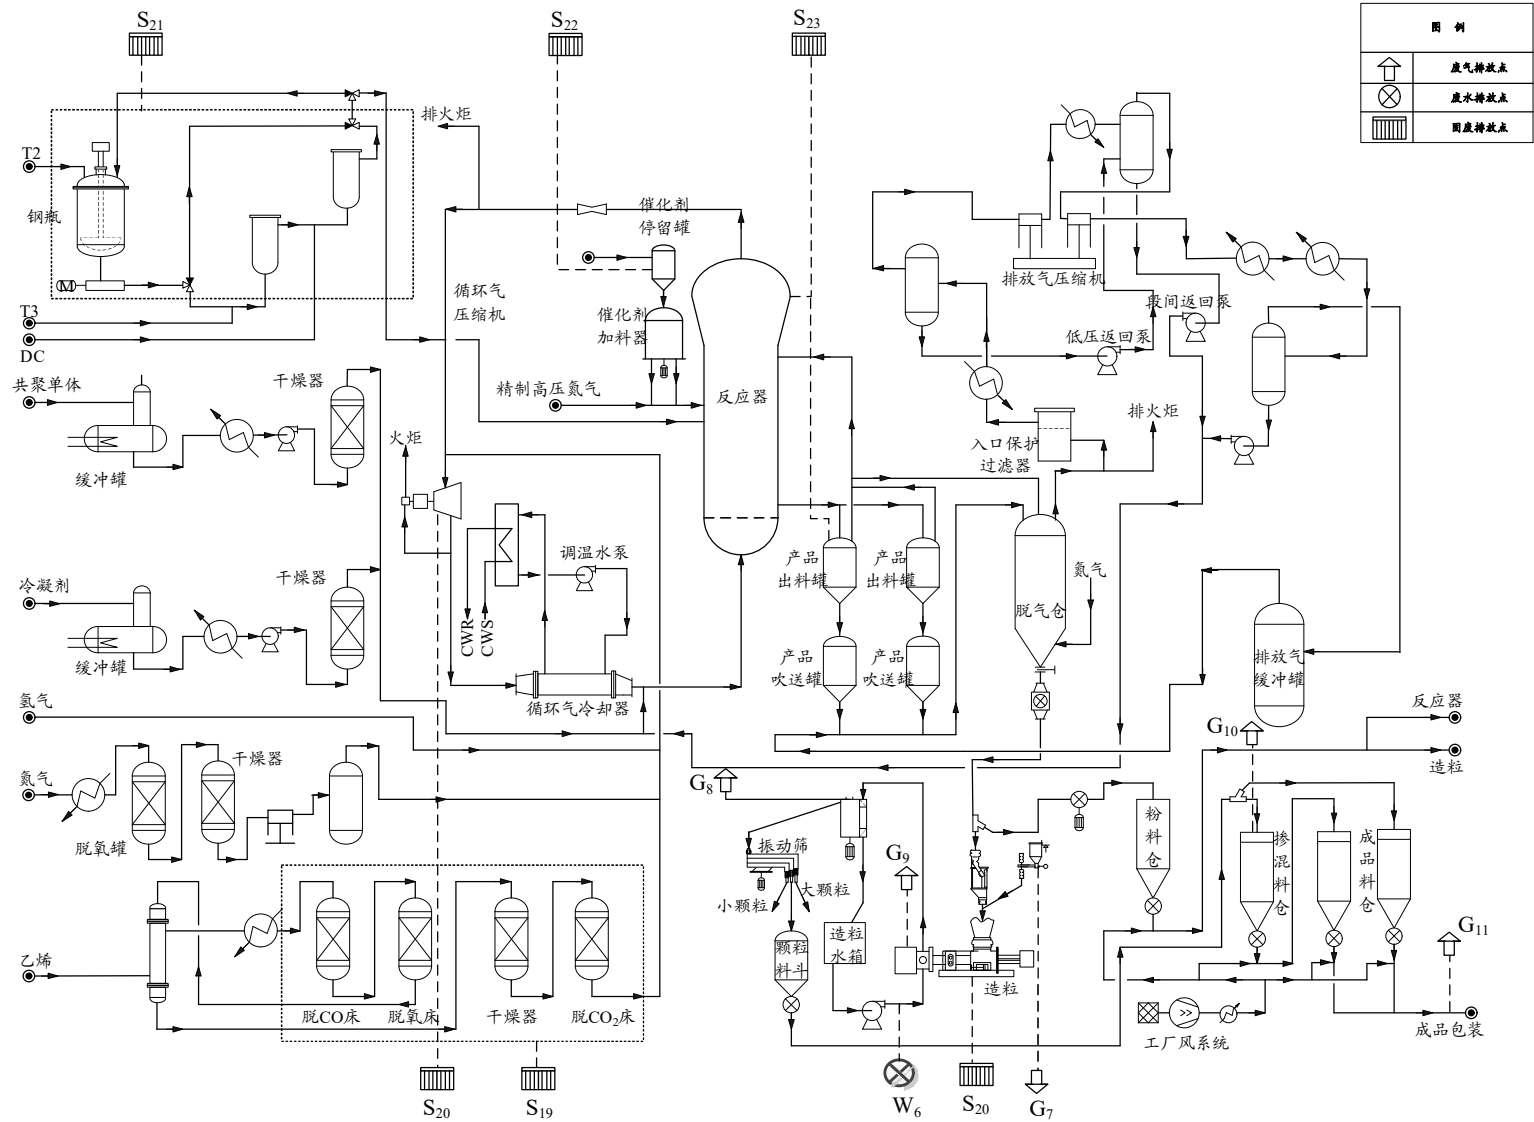 S21
S22
S23
图 例
废气排放点
废水排放点
固废排放点
排火炬
T2
钢瓶
M
T3
DC
催化剂
停留罐
循环气
压缩机
催化剂
加料器
精制高压氮气
反应器
排放气压缩机
段间返回泵
低压返回泵
入口保护
过滤器
排火炬
共聚单体
干燥器
缓冲罐
火炬
调温水泵
CWR
CWS
循环气冷却器
冷凝剂
干燥器
缓冲罐
产品
出料罐
产品
出料罐
产品
吹送罐
产品
吹送罐
脱气仓
氮气
排放气
缓冲罐
反应器
造粒
氢气
氮气
干燥器
脱氧罐
G8
G10
振动筛
小颗粒
大颗粒
G9
粉料仓
掺混料仓
成品料仓
G11
颗粒
料斗
造粒
水箱
造粒
乙烯
脱CO床
脱氧床
干燥器
脱CO2床
工厂风系统
成品包装
S20
S19
W6
S20
G7